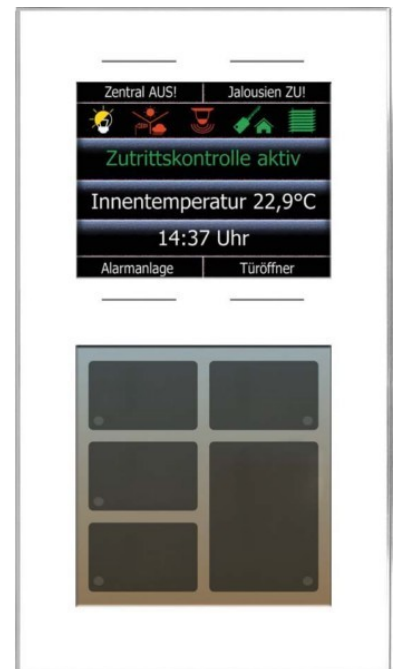 Zentral AUS! Jalousien ZU!
Zutrittskontrolle aktiv
Innentemperatur 22,9°C
14:37 Uhr
Alarmanlage Türöffner